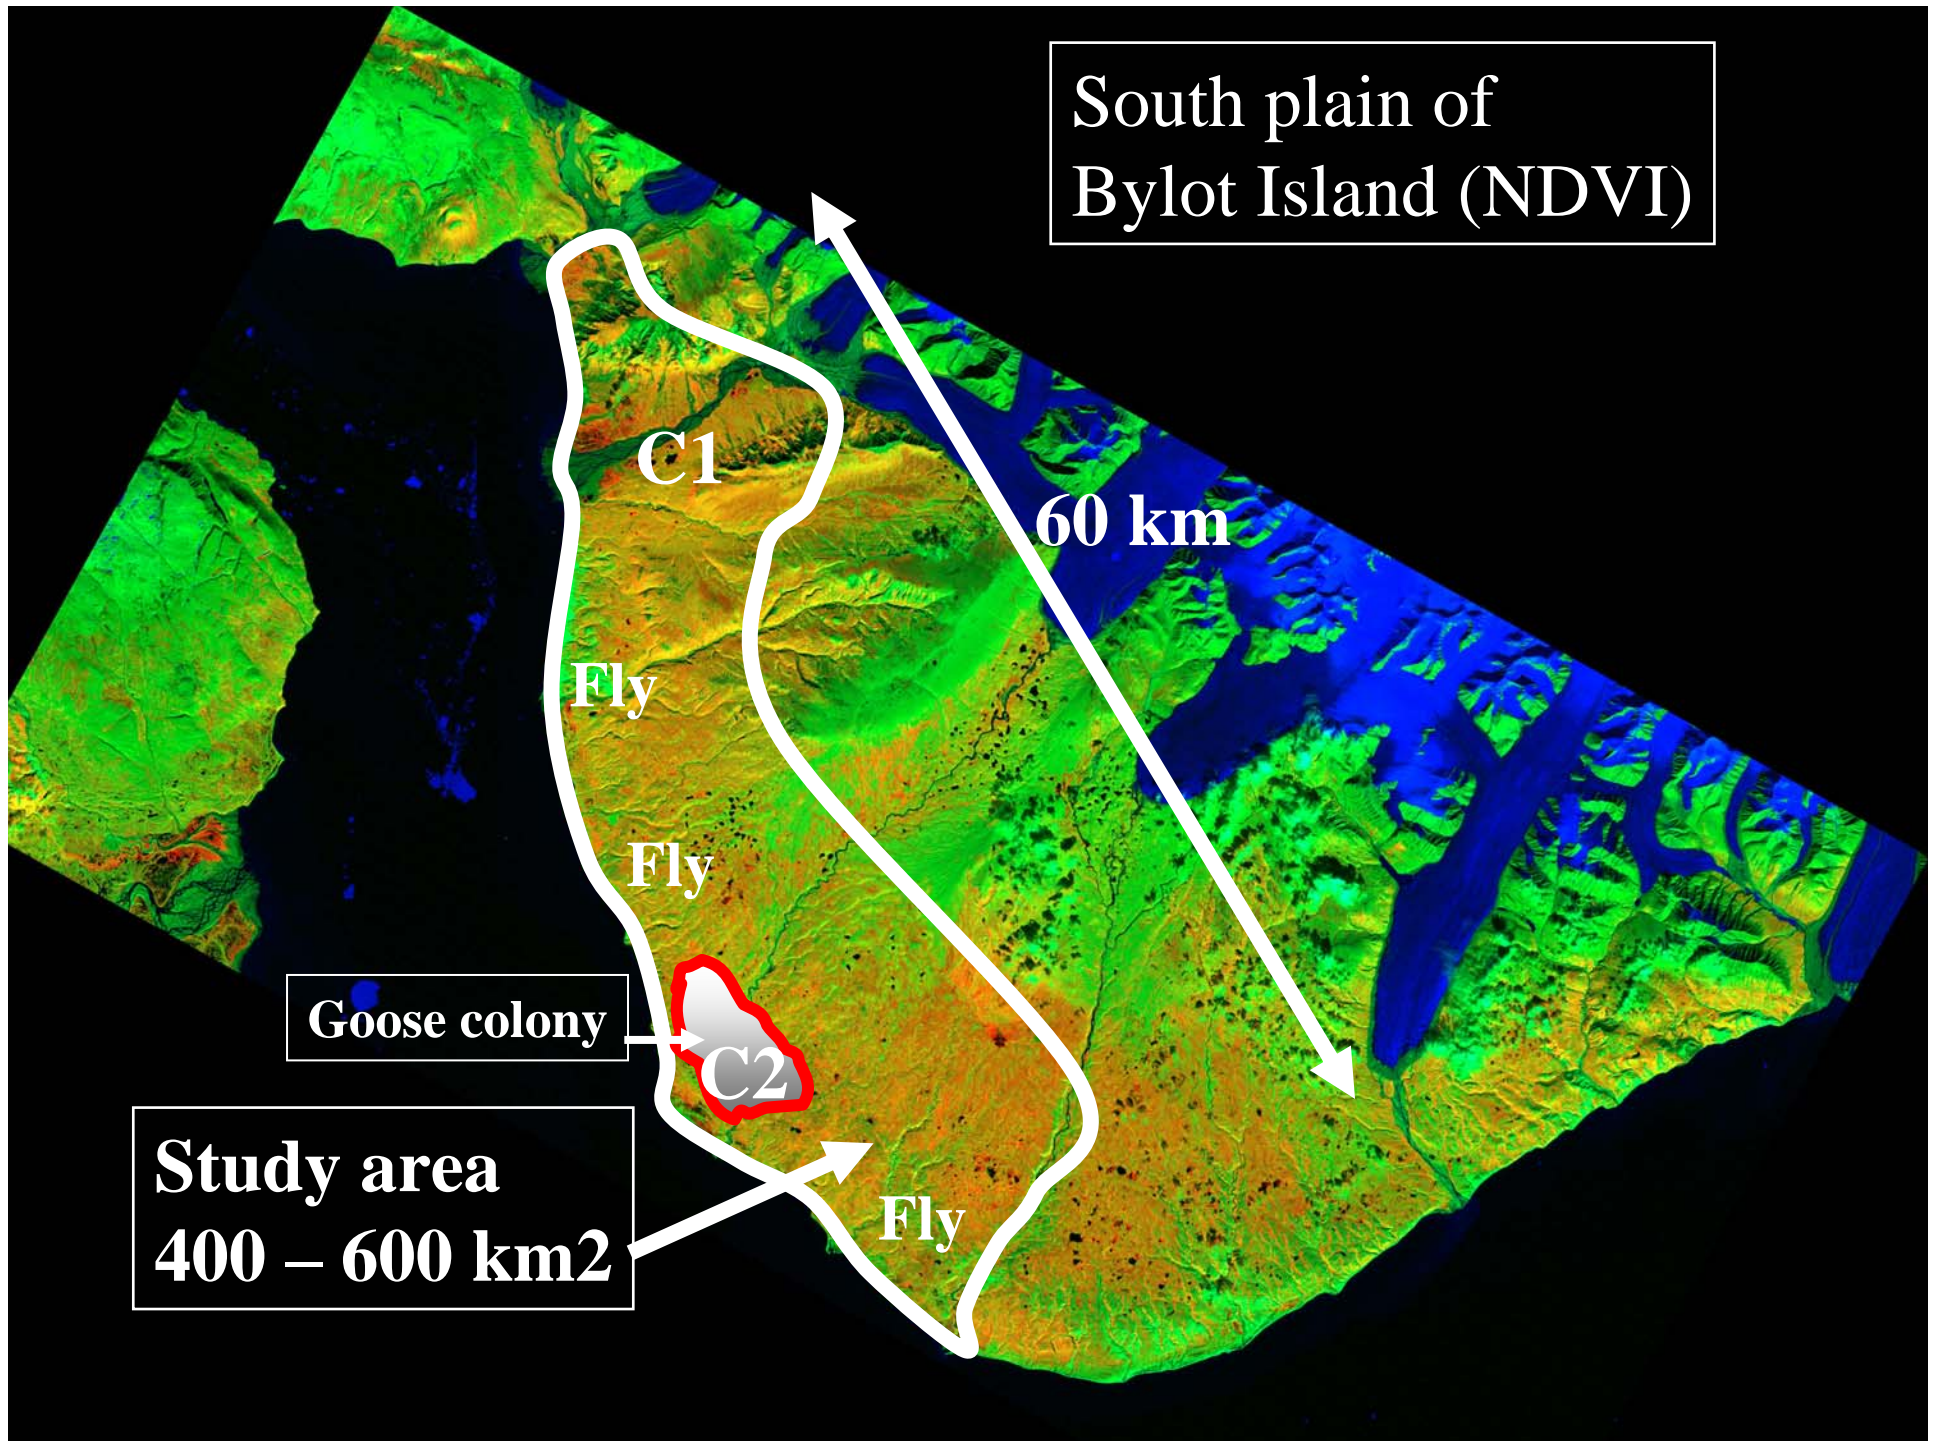 South plain of
Bylot Island (NDVI)
C1
60 km
Fly
Fly
Goose colony
C2
Study area
400 – 600 km2
Fly